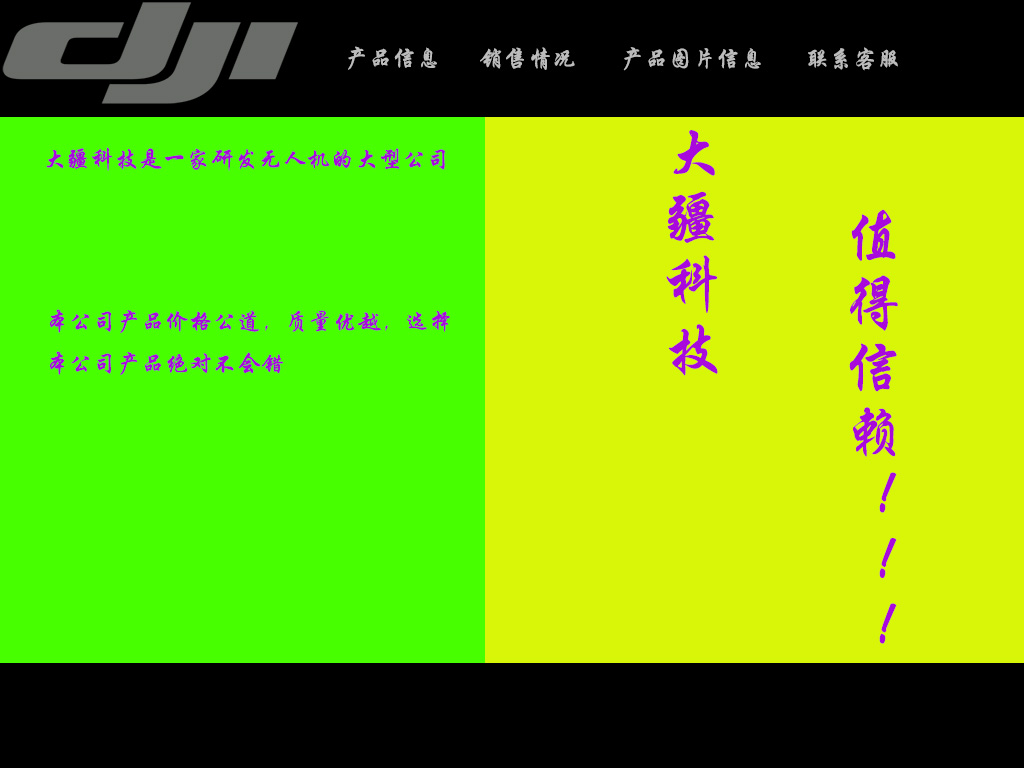 dji
产品信息 销售情况 产品图片信息 联系客服
大疆科技是一家研发无人机的大型公司
本公司产品价格公道，质量优越，选择
本公司产品绝对不会错
大疆科技
值得信赖！！！